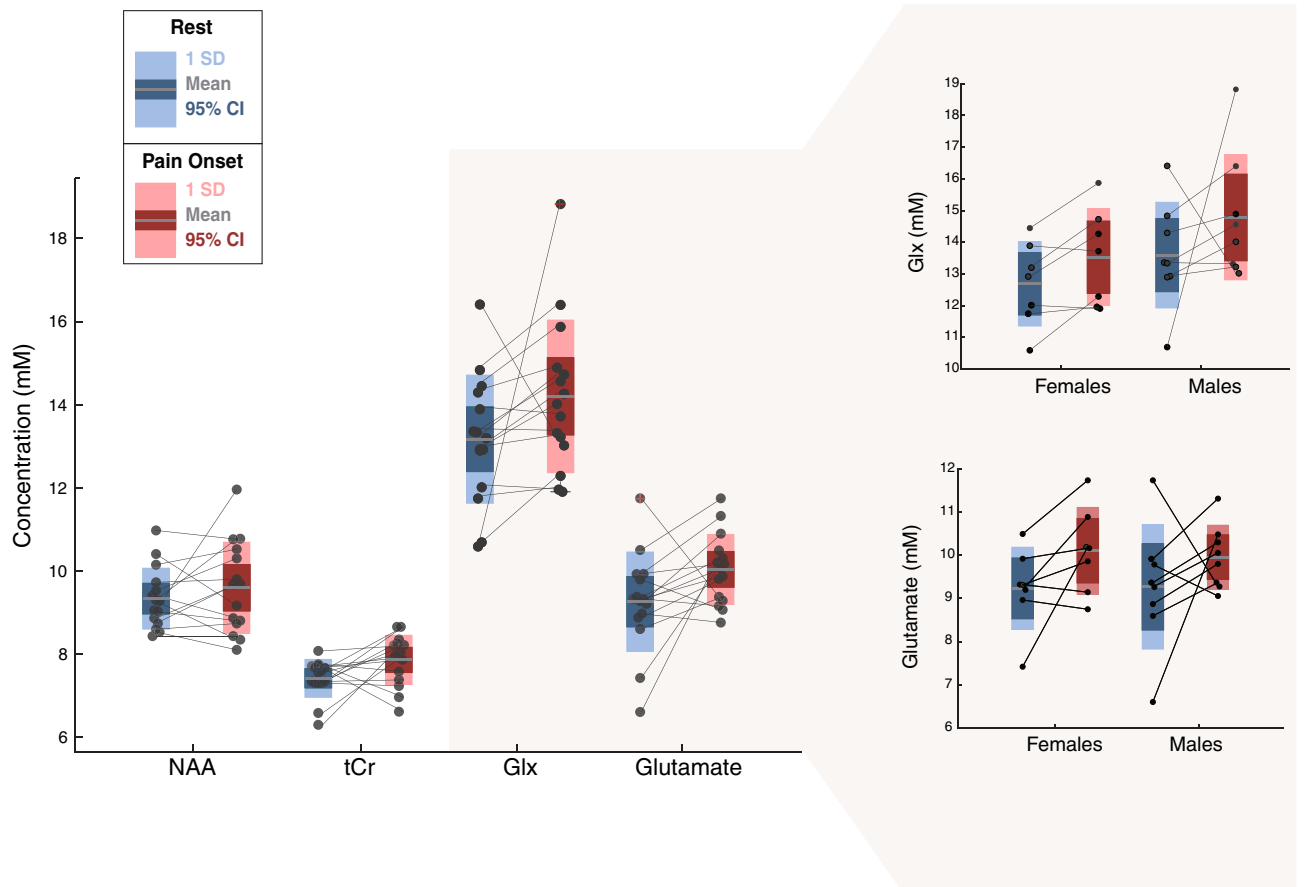 Rest
1 SD
Mean
95% CI
Pain Onset
1 SD
Mean
95% CI
Concentration (mM)
18
16
14
12
10
8
6
NAA
tCr
Glx
Glutamate
Glx (mM)
19
18
17
16
15
14
13
12
11
10
Females
Males
Glutamate (mM)
12
11
10
9
8
7
6
Females
Males